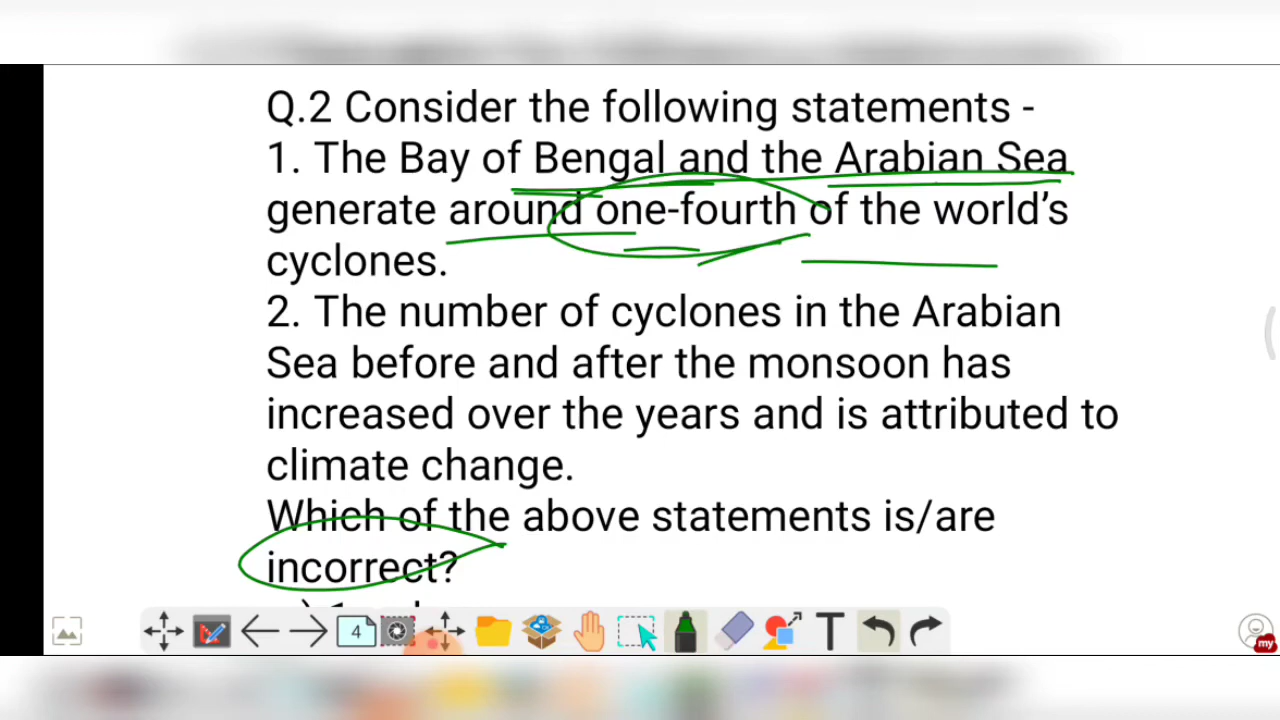 Q.2 Consider the following statements -
1. The Bay of Bengal and the Arabian Sea
generate around one-fourth of the world's
cyclones.
2. The number of cyclones in the Arabian
Sea before and after the monsoon has
increased over the years and is attributed to
climate change.
Which of the above statements is/are
incorrect?
4
T
my